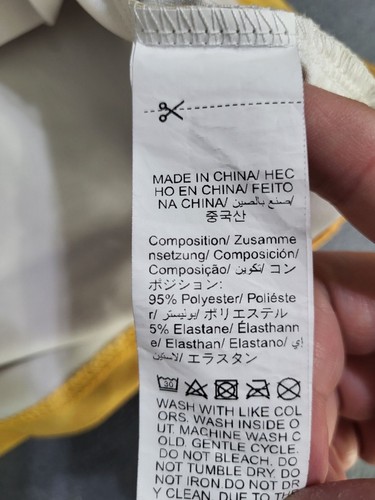 MADE IN CHINA/ HEC
HO EN CHINA/ FEITO
NA CHINA/ صنع بالصين/
중국산
Composition/ Zusamme
nsetzung/ Composición/
Composição/ تكوين/ コン
ポジション:
95% Polyester/ Poliéste
r/ بوليستر/ ポリエステル
5% Elastane/ Élasthann
e/ Elasthan/ Elastano/ إي
لاستين/ エラスタン
30
WASH WITH LIKE COL
ORS. WASH INSIDE O
UT MACHINE WASH C
OLD. GENTLE CYCLE.
DO NOT BLEACH. DO
NOT TUMBLE DRY. DO
NOT IRON.DO NOT DR
Y CLEAN. DUE TO